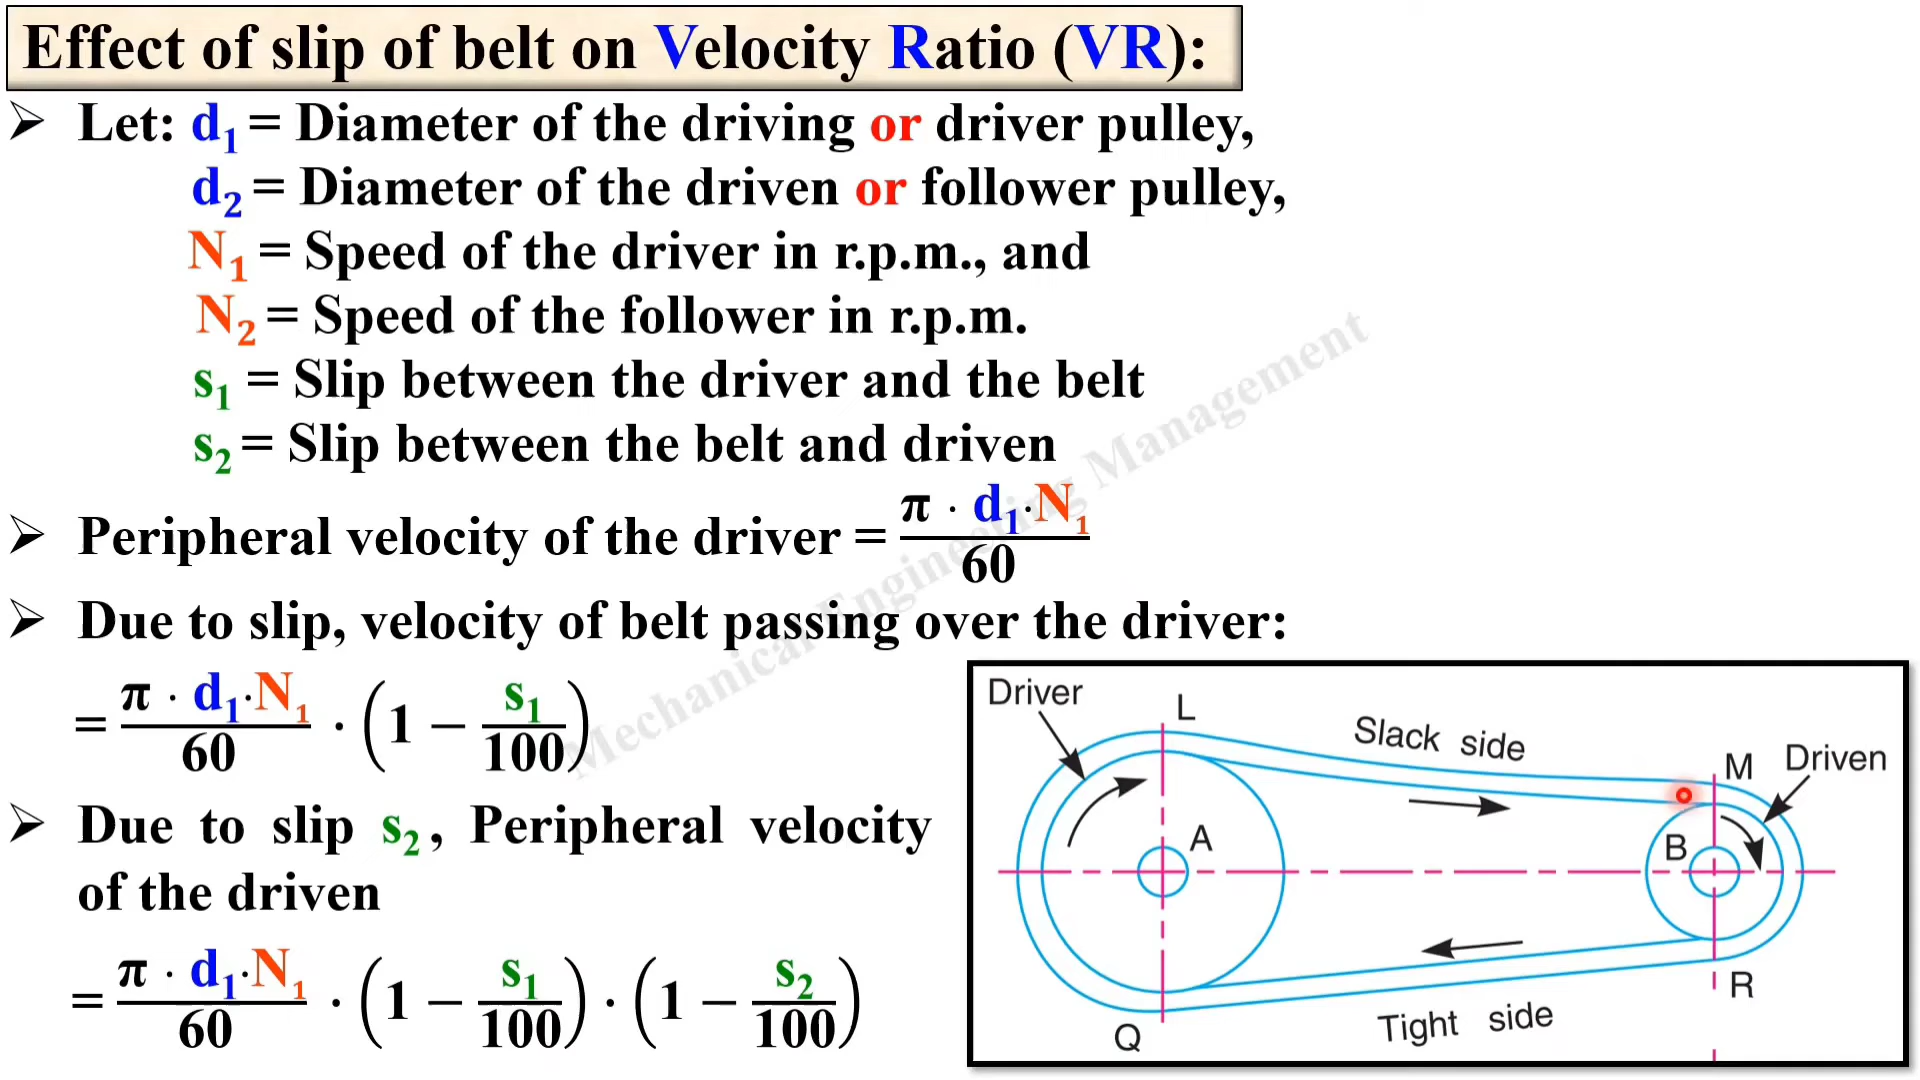 Effect of slip of belt on Velocity Ratio (VR):
➢ Let: d₁ = Diameter of the driving or driver pulley,
d₂ = Diameter of the driven or follower pulley,
N₁ = Speed of the driver in r.p.m., and
N₂ = Speed of the follower in r.p.m.
s₁ = Slip between the driver and the belt
s₂ = Slip between the belt and driven
➢ Peripheral velocity of the driver = π · d₁·N₁ / 60
➢ Due to slip, velocity of belt passing over the driver:
= π · d₁·N₁ / 60 · (1 − s₁ / 100)
➢ Due to slip s₂, Peripheral velocity
of the driven
= π · d₁·N₁ / 60 · (1 − s₁ / 100) · (1 − s₂ / 100)
Mechanical Engineering Management
Driver
L
Slack side
M
Driven
A
B
R
Q
Tight side